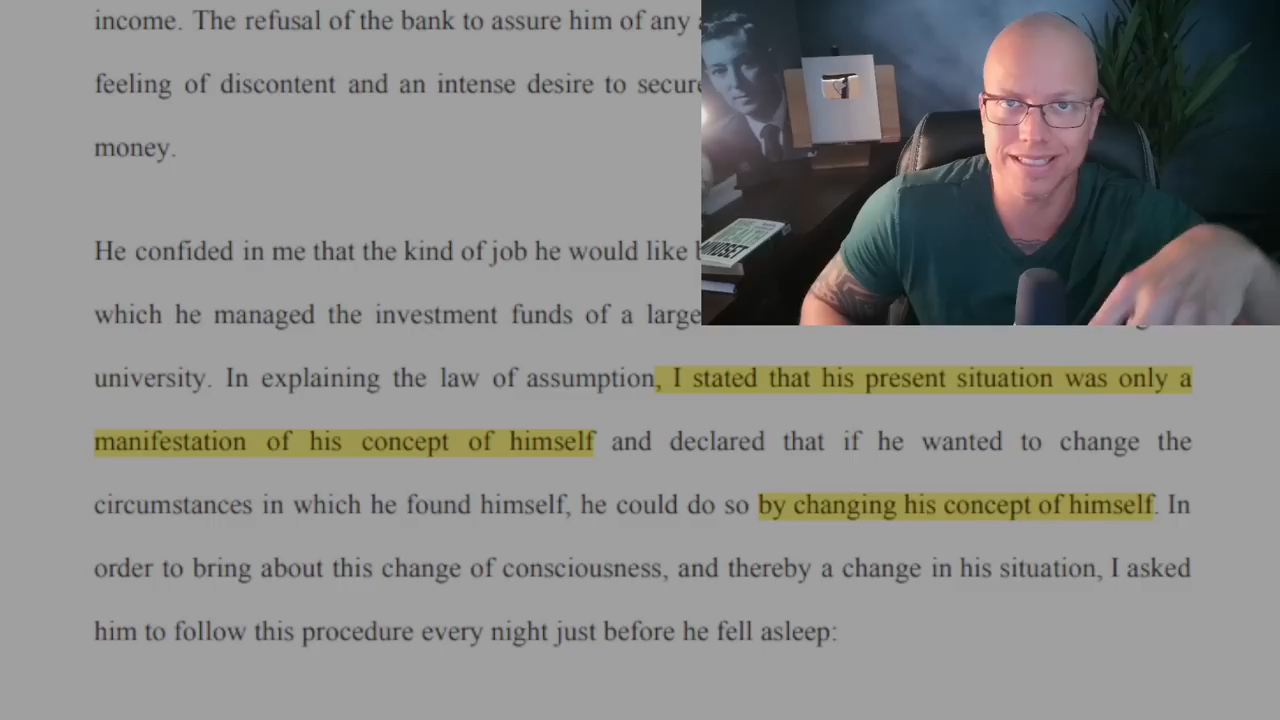 income. The refusal of the bank to assure him of any
feeling of discontent and an intense desire to secure
money.
He confided in me that the kind of job he would like
which he managed the investment funds of a large
university. In explaining the law of assumption, I stated that his present situation was only a
manifestation of his concept of himself and declared that if he wanted to change the
circumstances in which he found himself, he could do so by changing his concept of himself. In
order to bring about this change of consciousness, and thereby a change in his situation, I asked
him to follow this procedure every night just before he fell asleep:
MINDSET